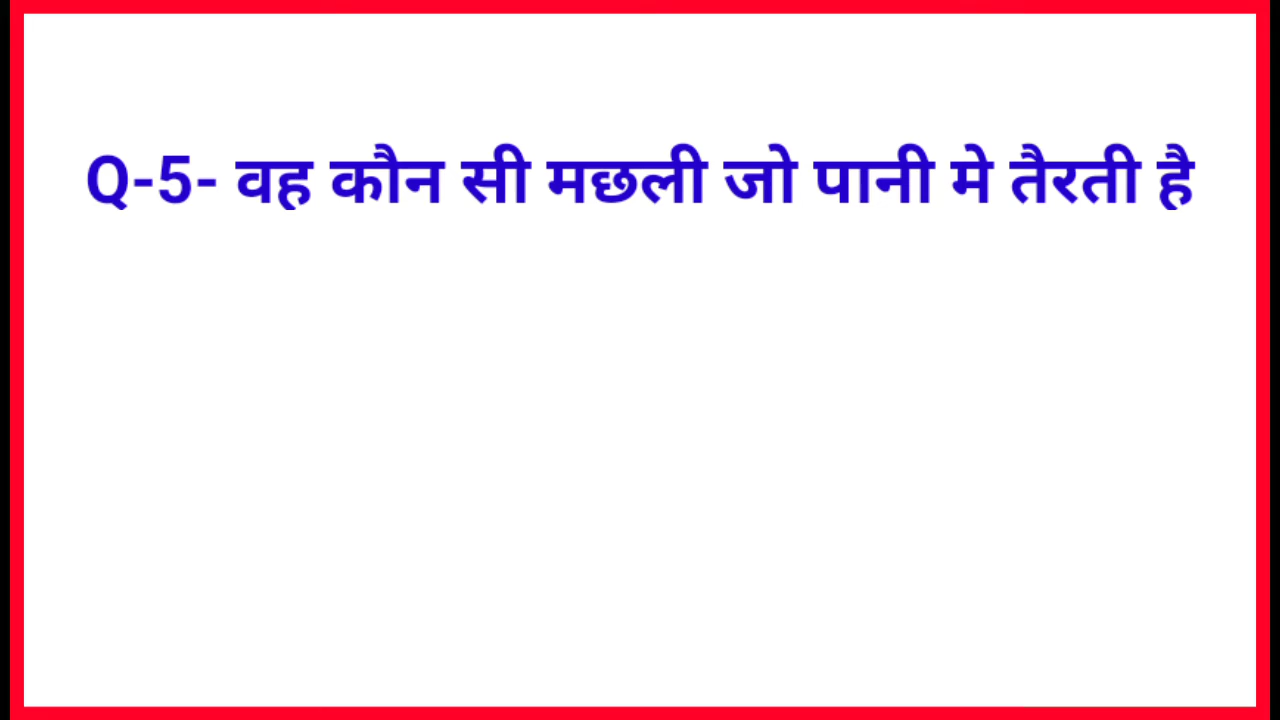 Q-5- वह कौन सी मछली जो पानी मे तैरती है